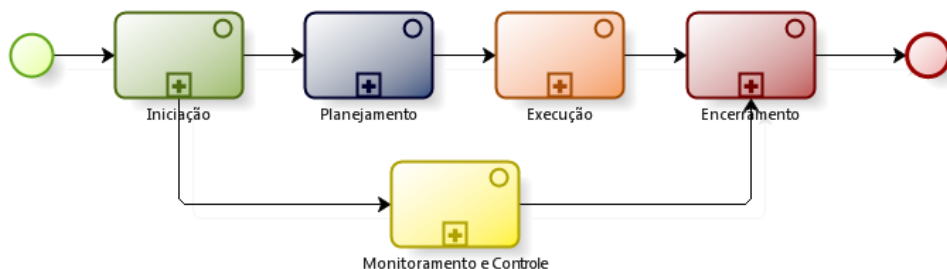 Iniciação
Planejamento
Execução
Encerramento
Monitoramento e Controle